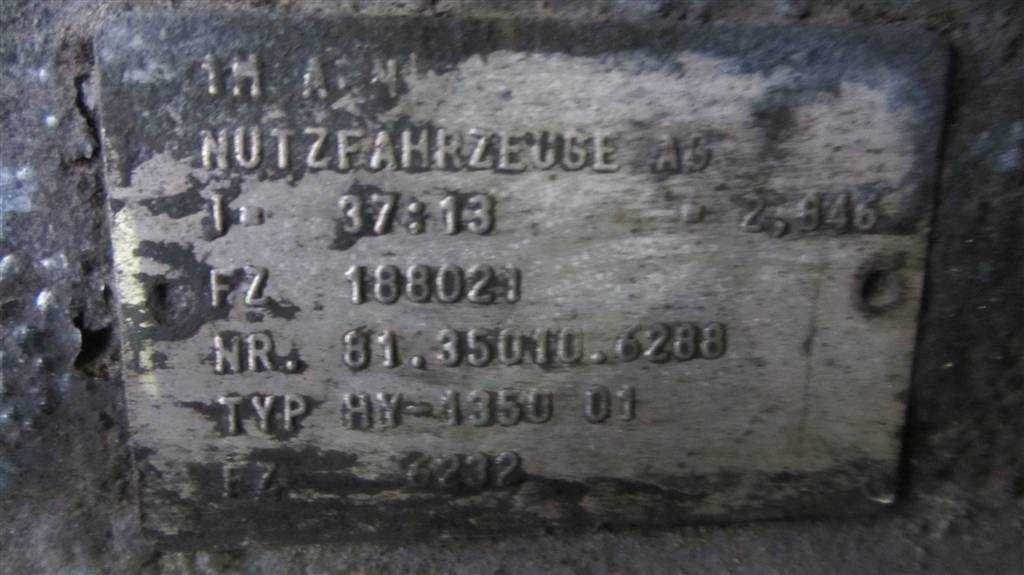 M A N
NUTZFAHRZEUGE AG
I= 37:13 = 2,846
FZ 188021
NR. 81.35010.6288
TYP HY-1350 01
FZ 6232